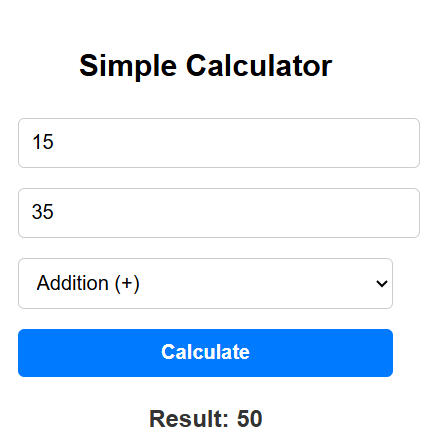 Simple Calculator
15
35
Addition (+)
Calculate
Result: 50